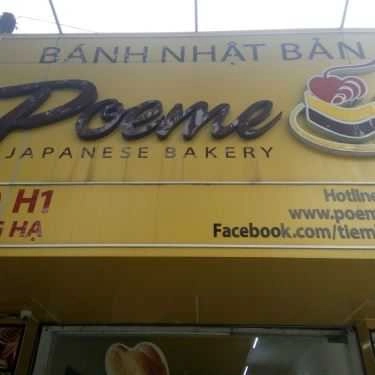 BÁNH NHẬT BẢN
Poeme
JAPANESE BAKERY
H1
HẠ
Hotline
www.poem
Facebook.com/tiem